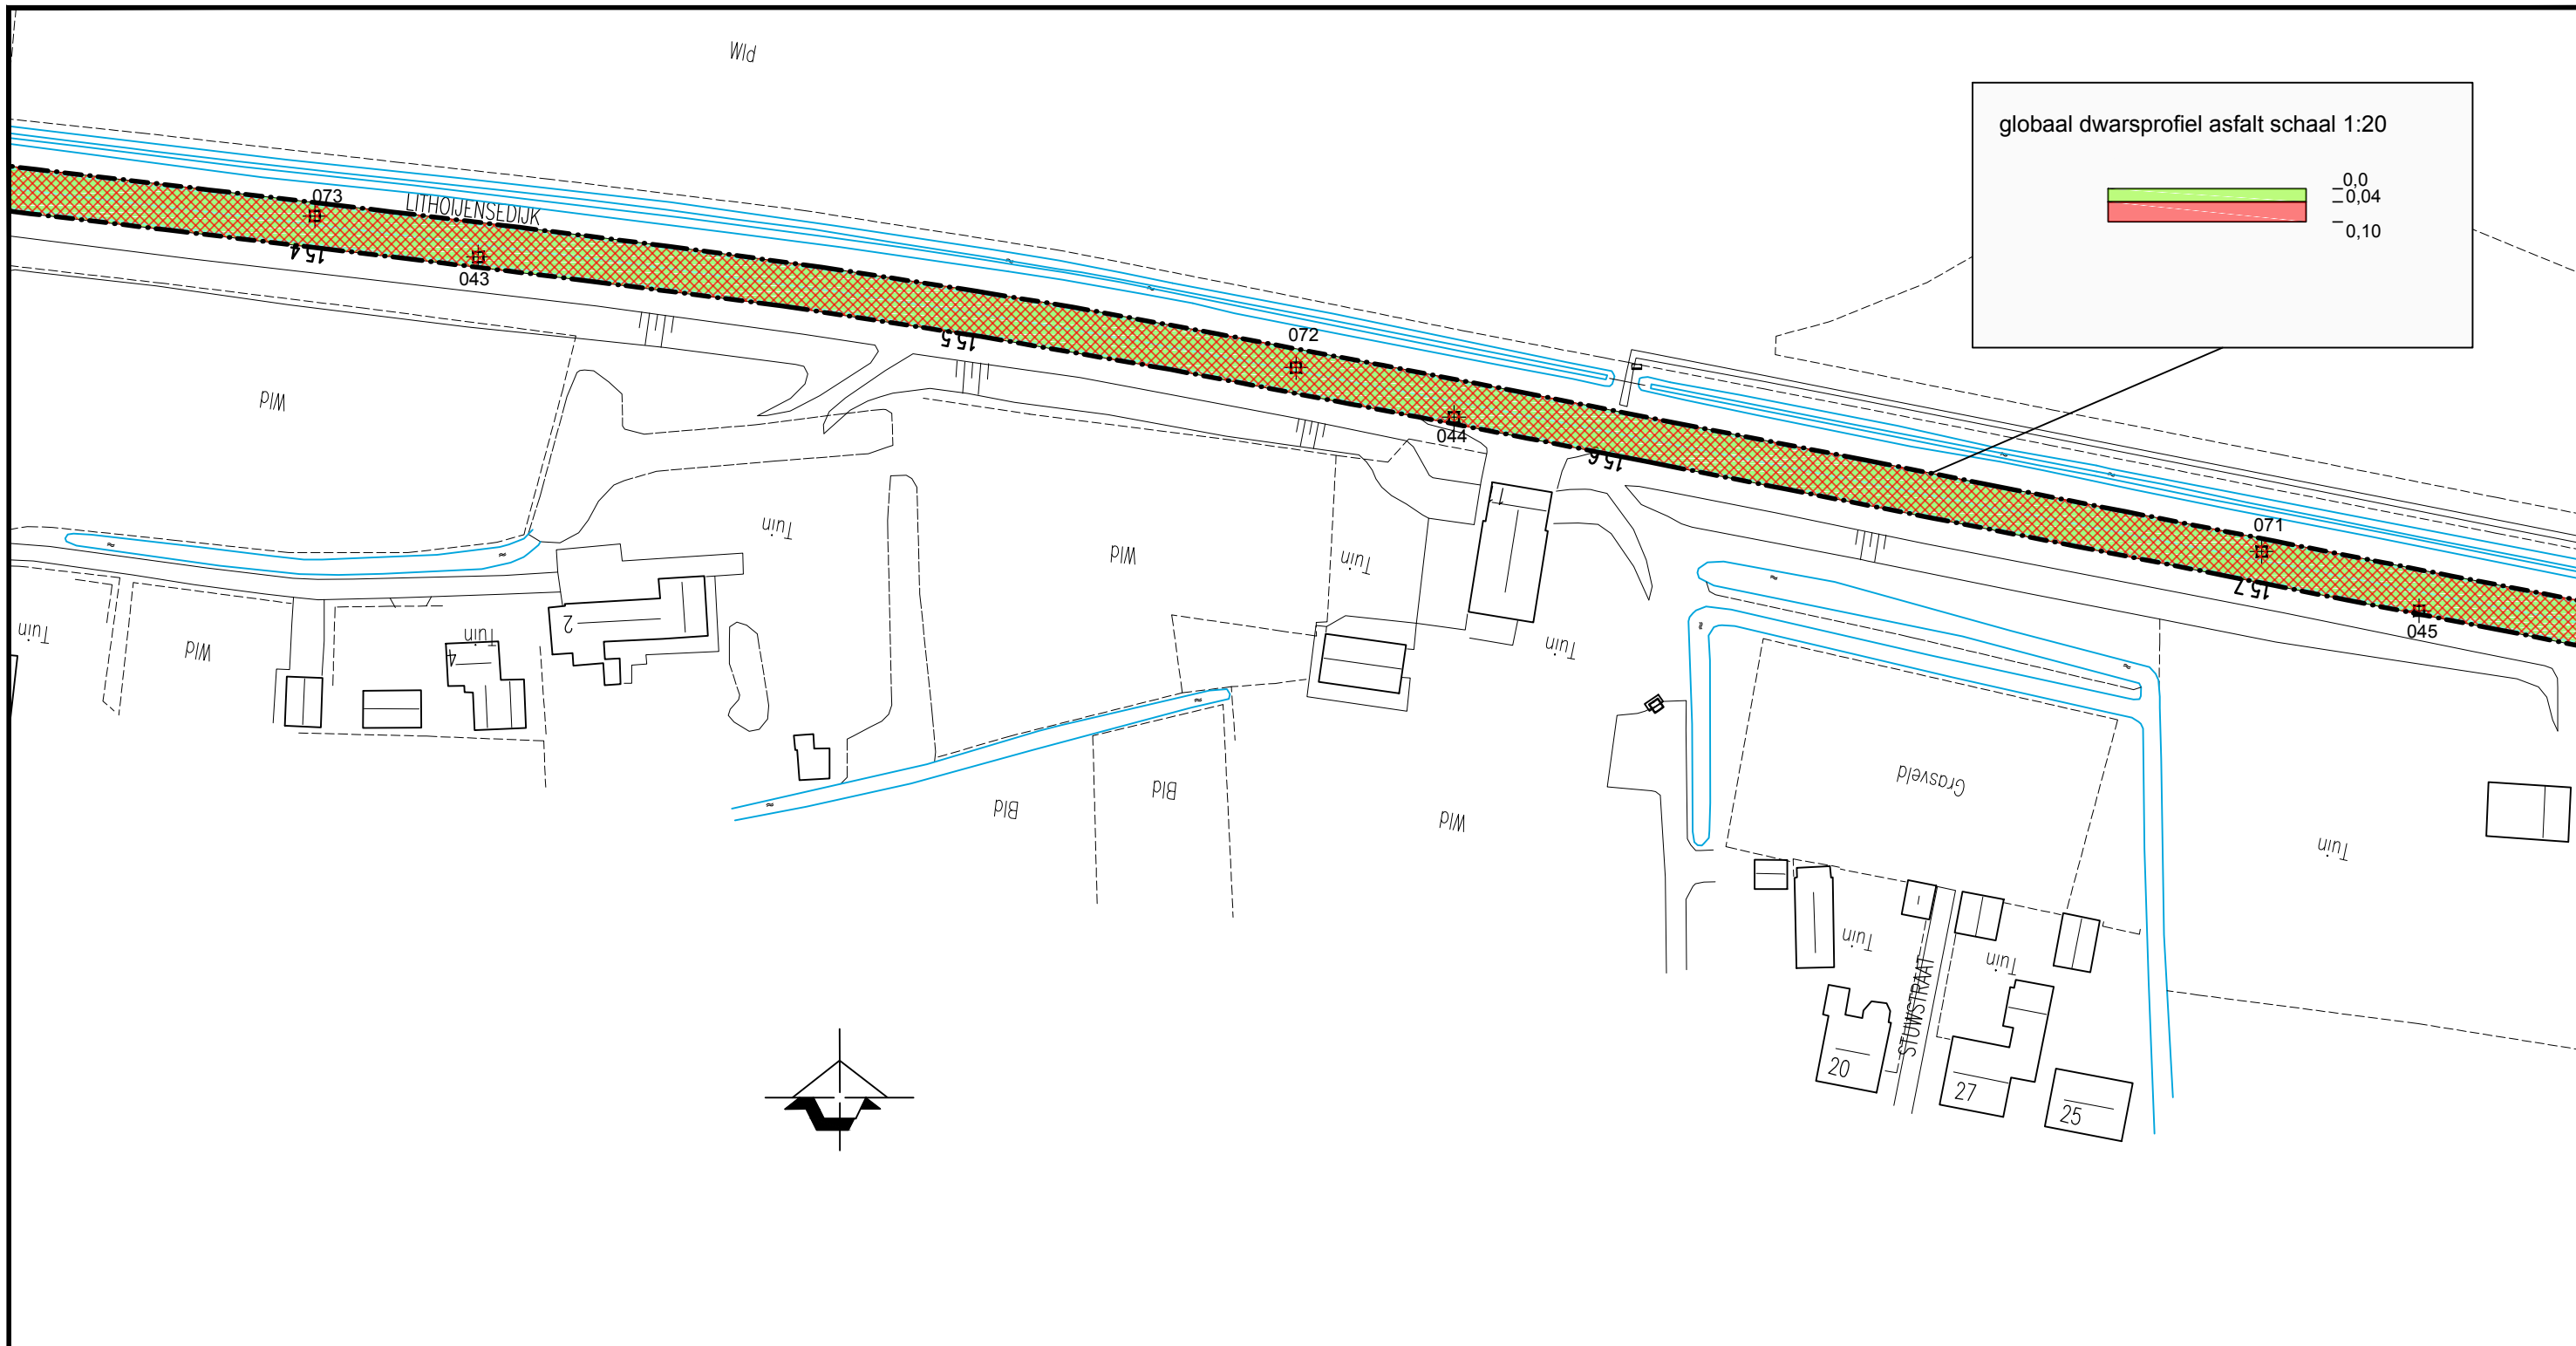 Wld
globaal dwarsprofiel asfalt schaal 1:20
0,0
0,04
0,10
073
LITHOIJENSEDIJK
15.4
043
15.5
072
044
15.6
071
15.7
045
Wld
Tuin
Wld
Tuin
1
Tuin
Tuin
Wld
Tuin
4
2
Bld
Bld
Wld
Grasveld
Tuin
Tuin
Tuin
STUWSTRAAT
20
27
25